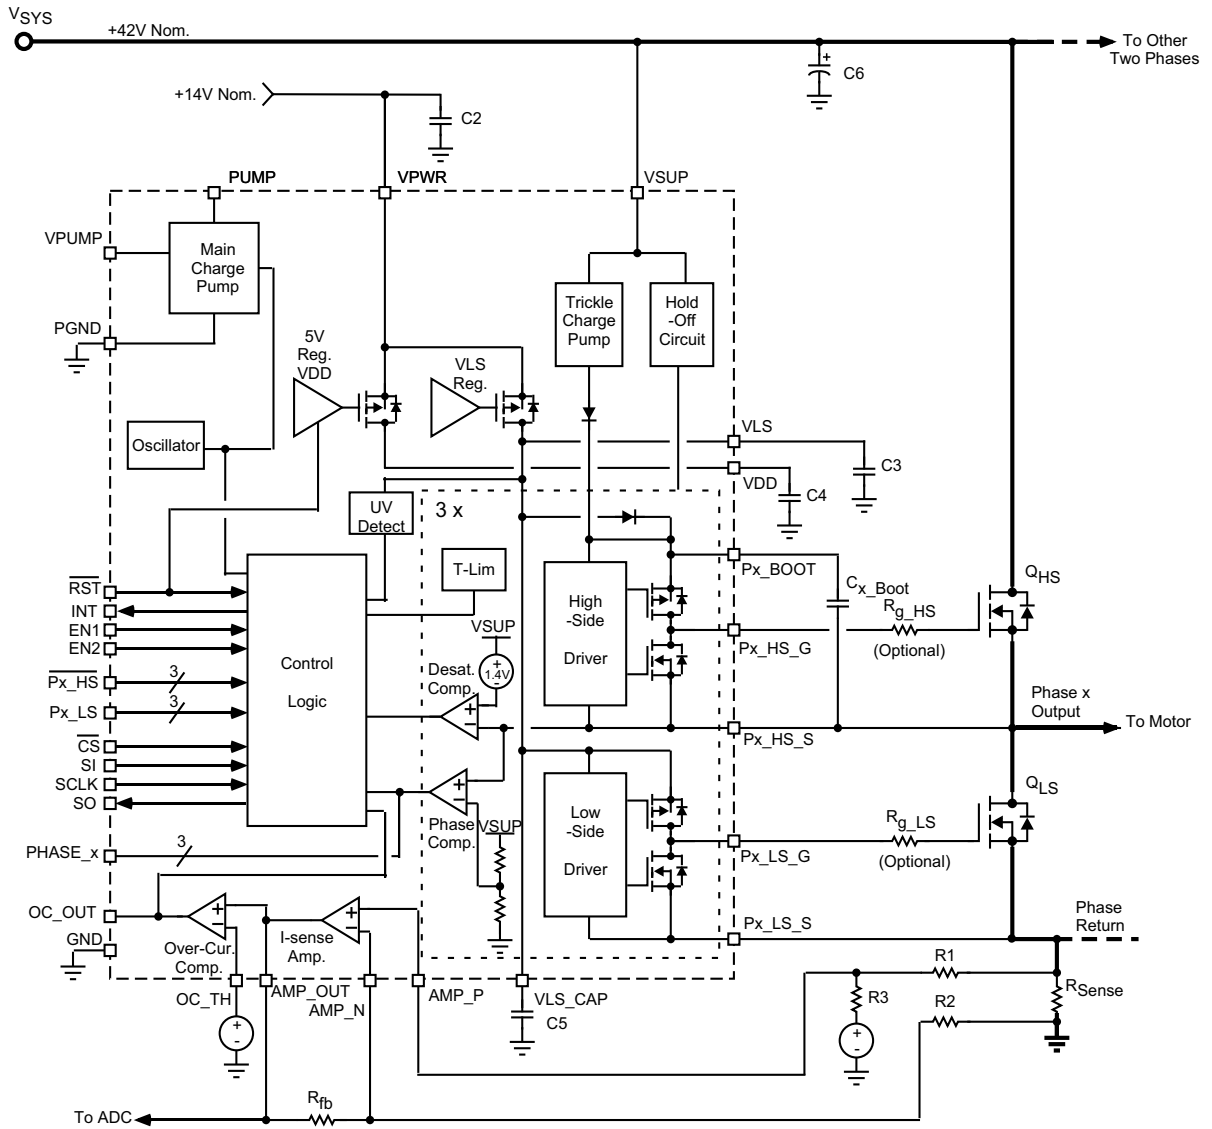 VSYS
+42V Nom.
To Other
Two Phases
+
C6
+14V Nom.
C2
PUMP
VPWR
VSUP
VPUMP
Main
Charge
Pump
PGND
5V
Reg.
VDD
VLS
Reg.
Trickle
Charge
Pump
Hold
-Off
Circuit
Oscillator
VLS
C3
VDD
C4
UV
Detect
3 x
T-Lim
VSUP
+
1.4V
-
Desat.
Comp.
+
-
High
-Side
Driver
Px_BOOT
Cx_Boot
QHS
Rg_HS
(Optional)
Px_HS_G
RST
INT
EN1
EN2
Px_HS
3
Px_LS
3
CS
SI
SCLK
SO
Control
Logic
Px_HS_S
Phase x
Output
To Motor
+
-
Phase
Comp.
VSUP
Low
-Side
Driver
QLS
Rg_LS
(Optional)
Px_LS_G
PHASE_x
3
OC_OUT
GND
+
-
Over-Cur.
Comp.
+
-
I-sense
Amp.
Px_LS_S
Phase
Return
OC_TH
AMP_OUT
AMP_N
AMP_P
VLS_CAP
C5
R1
R2
R3
RSense
+
-
+
-
Rfb
To ADC